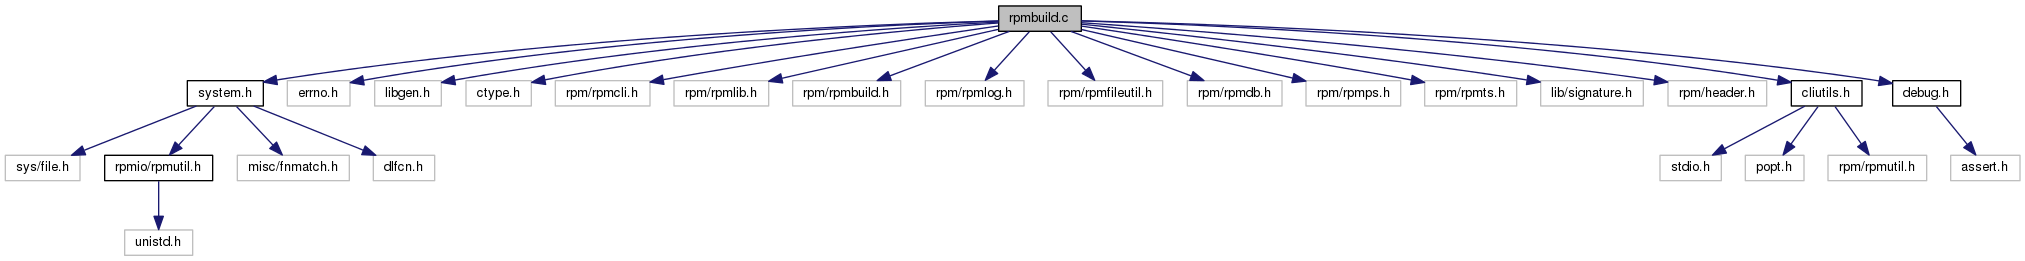 rpmbuild.c
system.h
errno.h
libgen.h
ctype.h
rpm/rpmcli.h
rpm/rpmlib.h
rpm/rpmbuild.h
rpm/rpmlog.h
rpm/rpmfileutil.h
rpm/rpmdb.h
rpm/rpmps.h
rpm/rpmts.h
lib/signature.h
rpm/header.h
cliutils.h
debug.h
sys/file.h
rpmio/rpmutil.h
misc/fnmatch.h
dlfcn.h
stdio.h
popt.h
rpm/rpmutil.h
assert.h
unistd.h